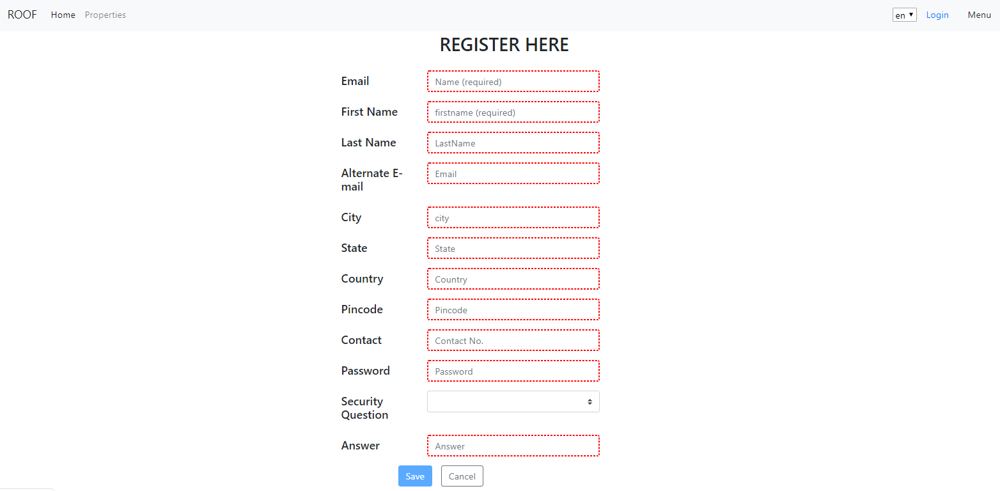 ROOF Home Properties en Login Menu
REGISTER HERE
Email Name (required)
First Name firstname (required)
Last Name LastName
Alternate E-
mail
Email
City city
State State
Country Country
Pincode Pincode
Contact Contact No.
Password Password
Security
Question
Answer Answer
Save Cancel